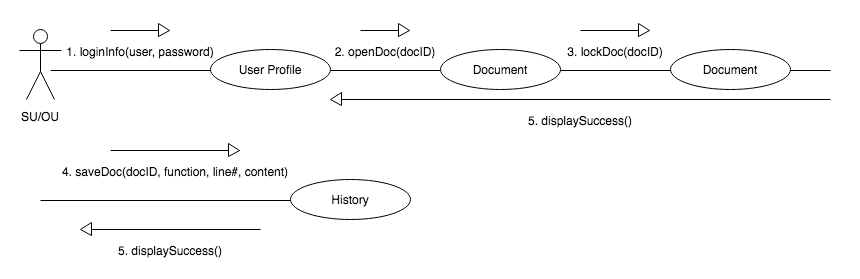 1. loginInfo(user, password)
2. openDoc(docID)
3. lockDoc(docID)
User Profile
Document
Document
SU/OU
5. displaySuccess()
4. saveDoc(docID, function, line#, content)
History
5. displaySuccess()